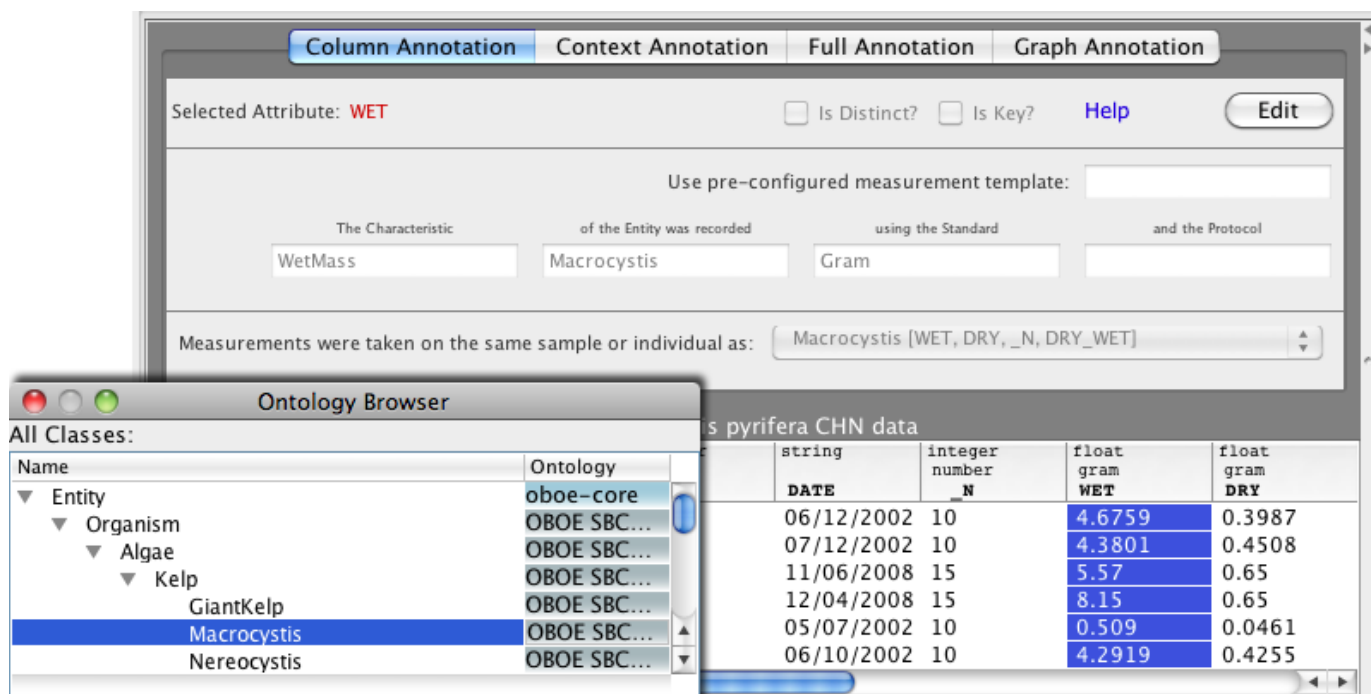 Column Annotation Context Annotation Full Annotation Graph Annotation
Selected Attribute: WET Is Distinct? Is Key? Help Edit
Use pre-configured measurement template:
The Characteristic of the Entity was recorded using the Standard and the Protocol
WetMass Macrocystis Gram
Measurements were taken on the same sample or individual as: Macrocystis [WET, DRY, _N, DRY_WET]
Ontology Browser
All Classes:
Name Ontology
Entity oboe-core
Organism OBOE SBC...
Algae OBOE SBC...
Kelp OBOE SBC...
GiantKelp OBOE SBC...
Macrocystis OBOE SBC...
Nereocystis OBOE SBC...
is pyrifera CHN data
string integer float float
number gram gram
DATE _N WET DRY
06/12/2002 10 4.6759 0.3987
07/12/2002 10 4.3801 0.4508
11/06/2008 15 5.57 0.65
12/04/2008 15 8.15 0.65
05/07/2002 10 0.509 0.0461
06/10/2002 10 4.2919 0.4255